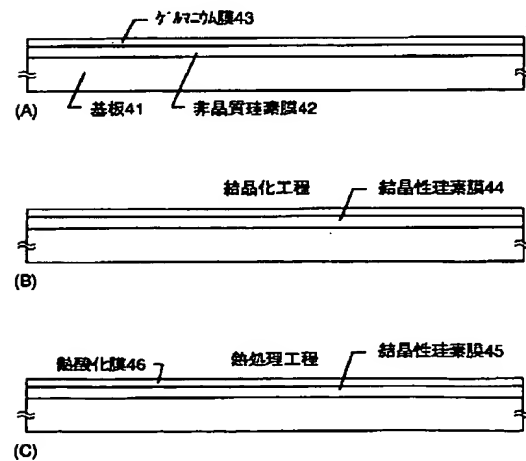 ゲルマニウム膜43
(A)
基板41
非晶質珪素膜42
結晶化工程
結晶性珪素膜44
(B)
熱酸化膜46
熱処理工程
結晶性珪素膜45
(C)